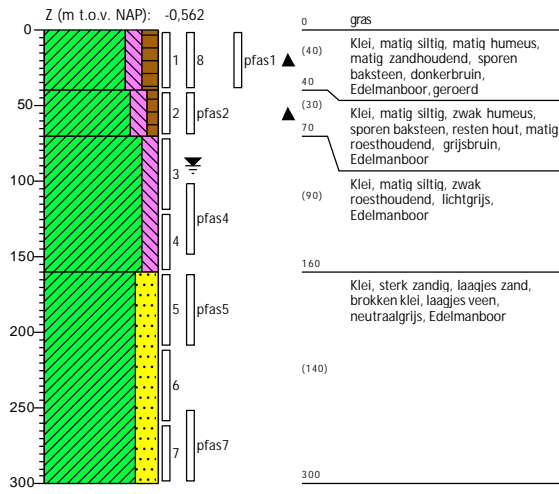 Z (m t.o.v. NAP): -0,562
0
50
100
150
200
250
300
1
8
pfas1
2
pfas2
3
pfas4
4
5
pfas5
6
7
pfas7
0
gras
(40)
Klei, matig siltig, matig humeus,
matig zandhoudend, sporen
baksteen, donkerbruin,
Edelmanboor, geroerd
40
(30)
Klei, matig siltig, zwak humeus,
sporen baksteen, resten hout, matig
roesthoudend, grijsbruin,
Edelmanboor
70
(90)
Klei, matig siltig, zwak
roesthoudend, lichtgrijs,
Edelmanboor
160
Klei, sterk zandig, laagjes zand,
brokken klei, laagjes veen,
neutraalgrijs, Edelmanboor
(140)
300